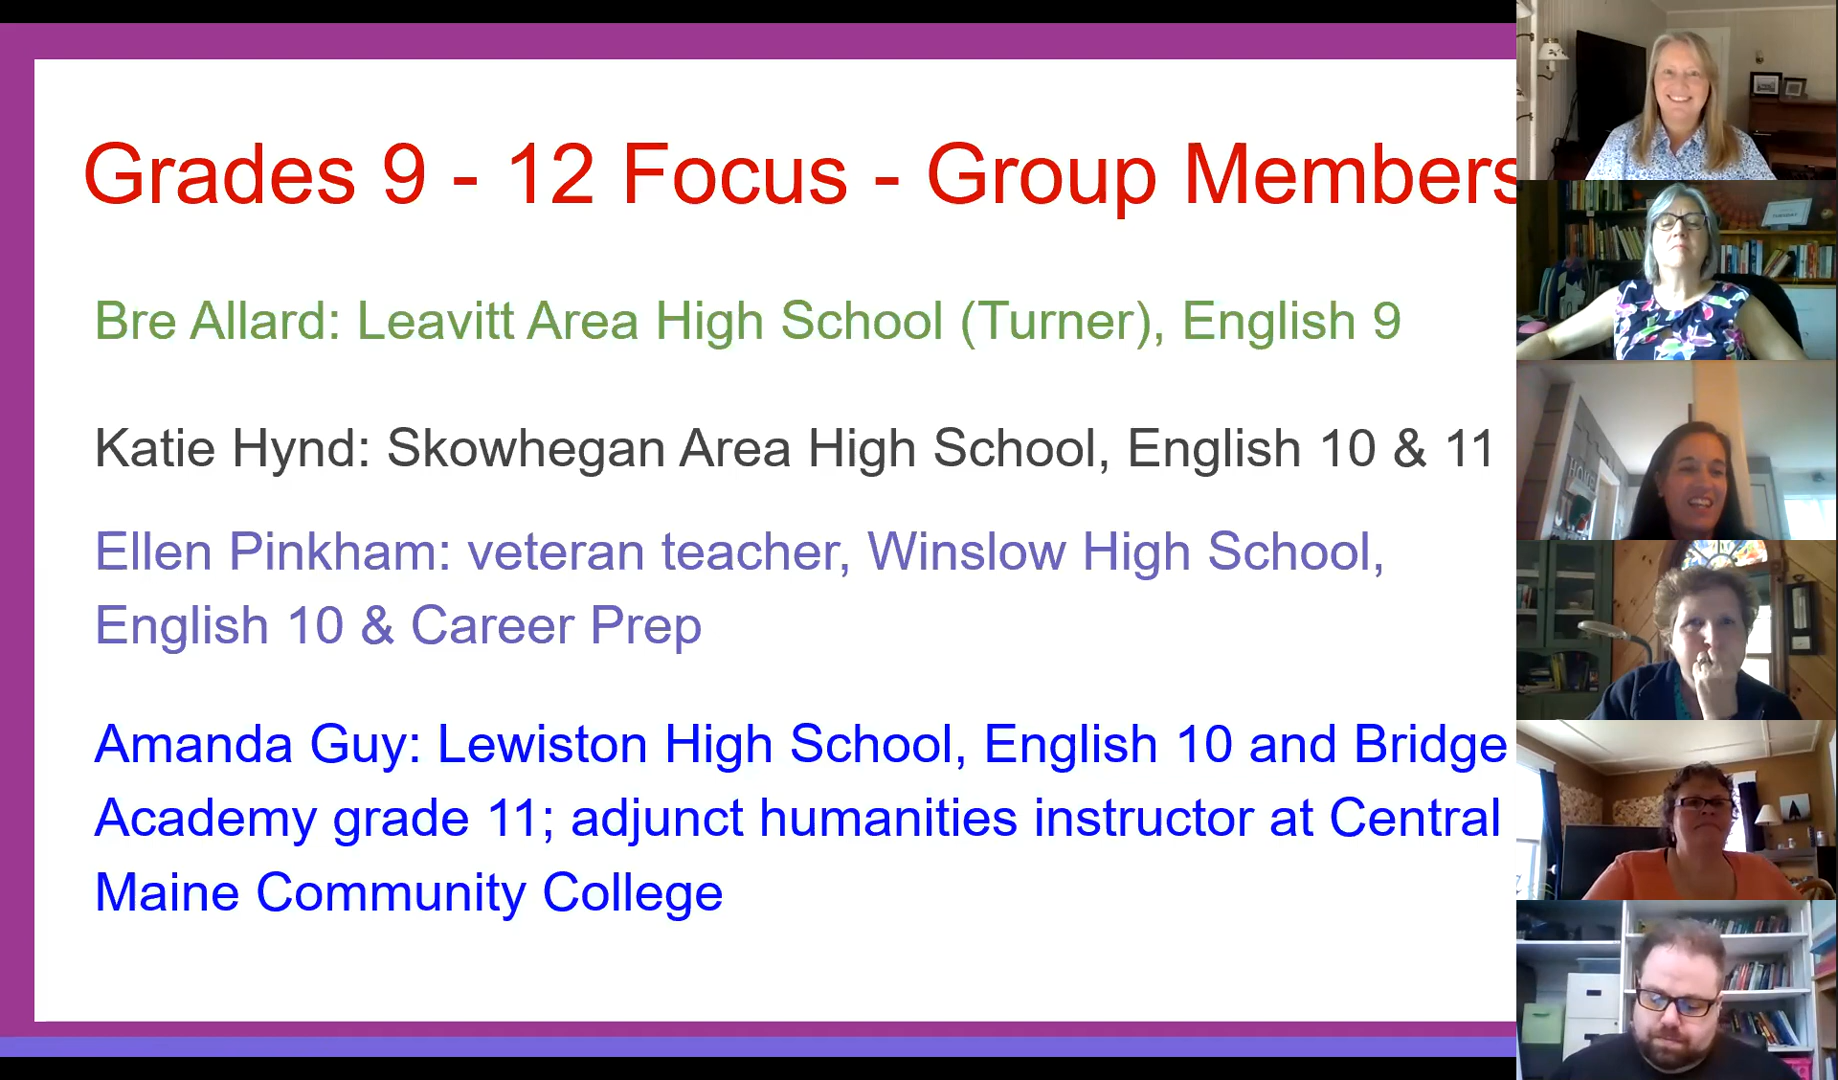 Grades 9 - 12 Focus - Group Members
Bre Allard: Leavitt Area High School (Turner), English 9
Katie Hynd: Skowhegan Area High School, English 10 & 11
Ellen Pinkham: veteran teacher, Winslow High School,
English 10 & Career Prep
Amanda Guy: Lewiston High School, English 10 and Bridge
Academy grade 11; adjunct humanities instructor at Central
Maine Community College